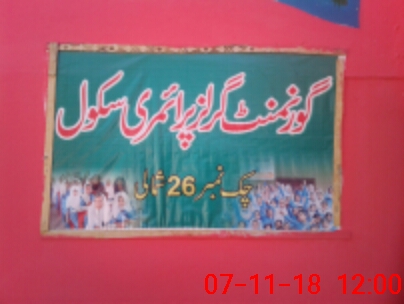 گورنمنٹ گرلز پرائمری سکول
چک نمبر 26 شمالی
07-11-18 12:00